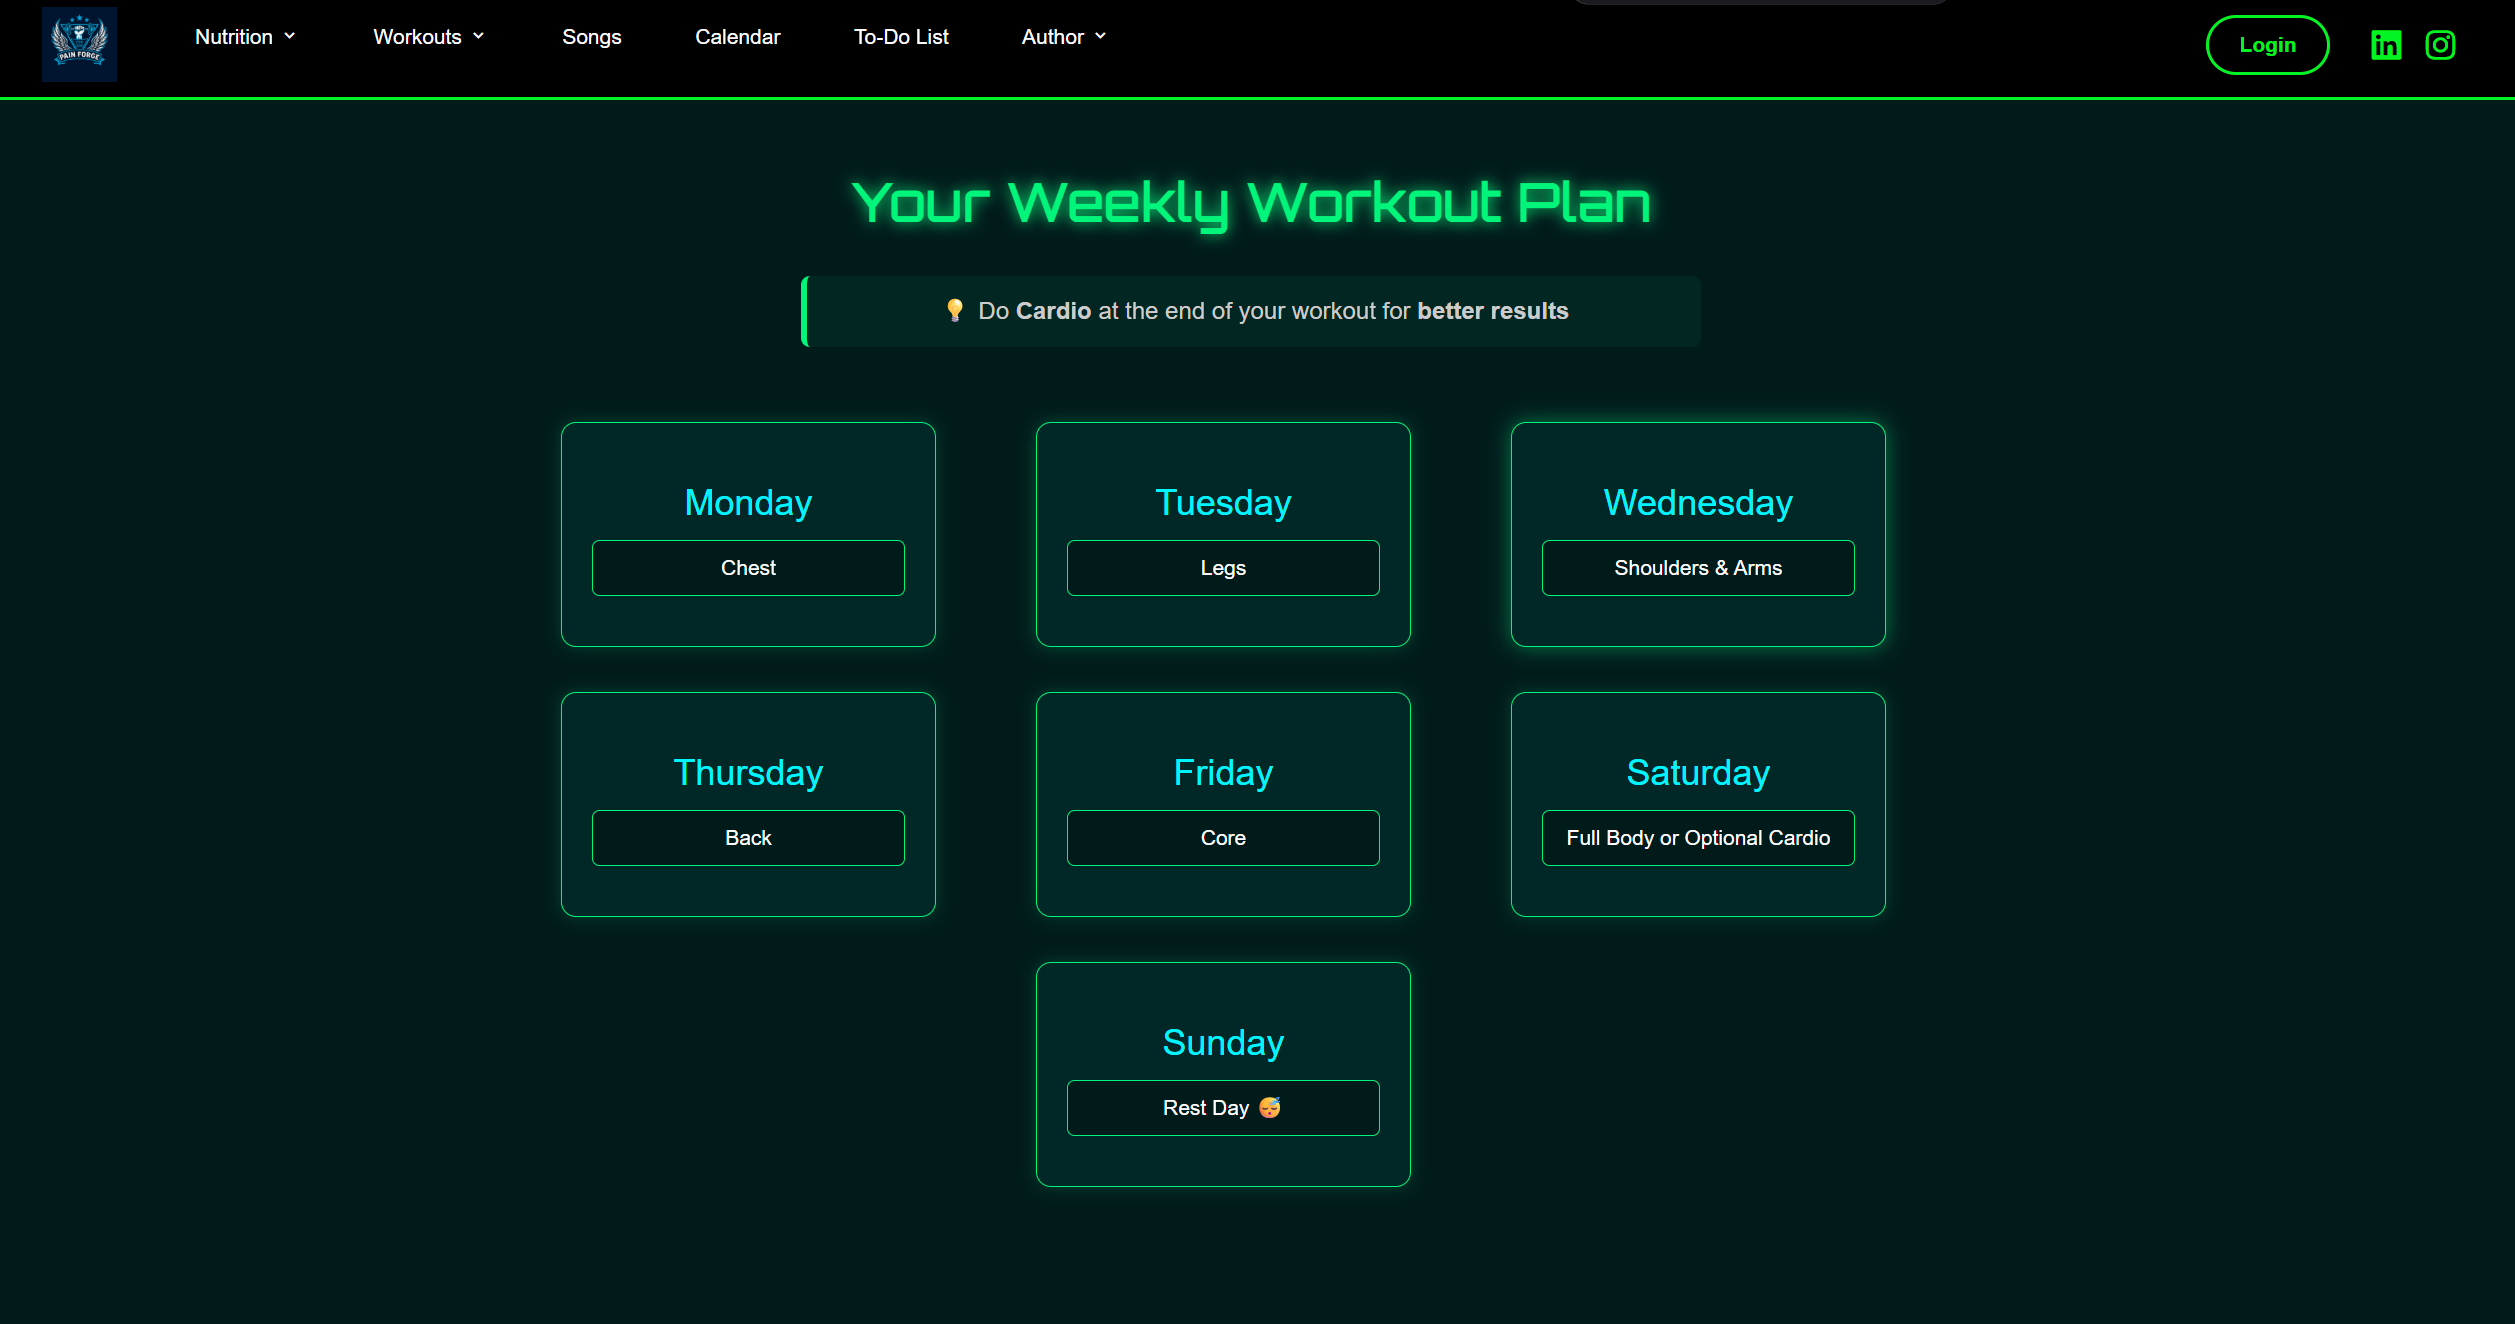 PAIN FORGE
Nutrition
Workouts
Songs
Calendar
To-Do List
Author
Login
in
Your Weekly Workout Plan
💡 Do Cardio at the end of your workout for better results
Monday
Chest
Tuesday
Legs
Wednesday
Shoulders & Arms
Thursday
Back
Friday
Core
Saturday
Full Body or Optional Cardio
Sunday
Rest Day 😴